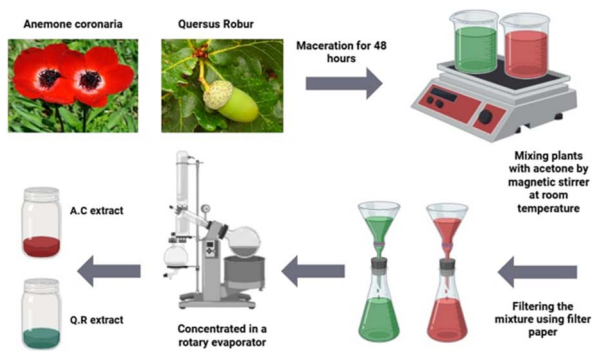 Anemone coronaria
Quersus Robur
Maceration for 48
hours
Mixing plants
with acetone by
magnetic stirrer
at room
temperature
Filtering the
mixture using filter
paper
Concentrated in a
rotary evaporator
A.C extract
Q.R extract